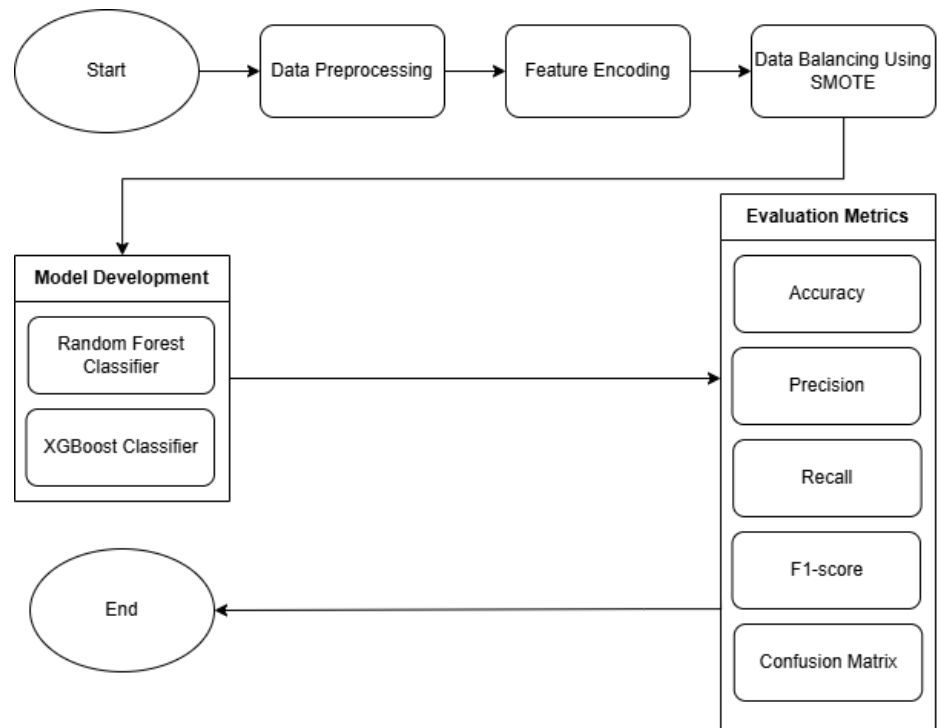 Start
Data Preprocessing
Feature Encoding
Data Balancing Using
SMOTE
Model Development
Random Forest
Classifier
XGBoost Classifier
Evaluation Metrics
Accuracy
Precision
Recall
F1-score
Confusion Matrix
End